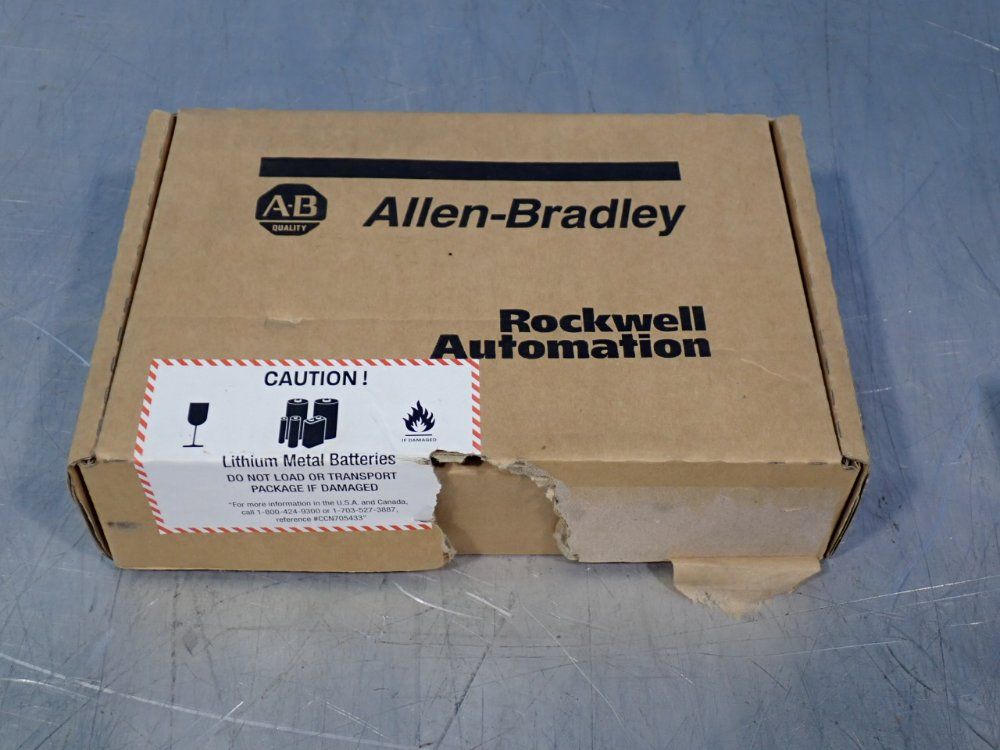 A·B
QUALITY
Allen-Bradley
Rockwell
Automation
CAUTION !
IF DAMAGED
Lithium Metal Batteries
DO NOT LOAD OR TRANSPORT
PACKAGE IF DAMAGED
"For more information in the U.S.A. and Canada,
call 1-800-424-9300 or 1-703-527-3887,
reference #CCN705433"